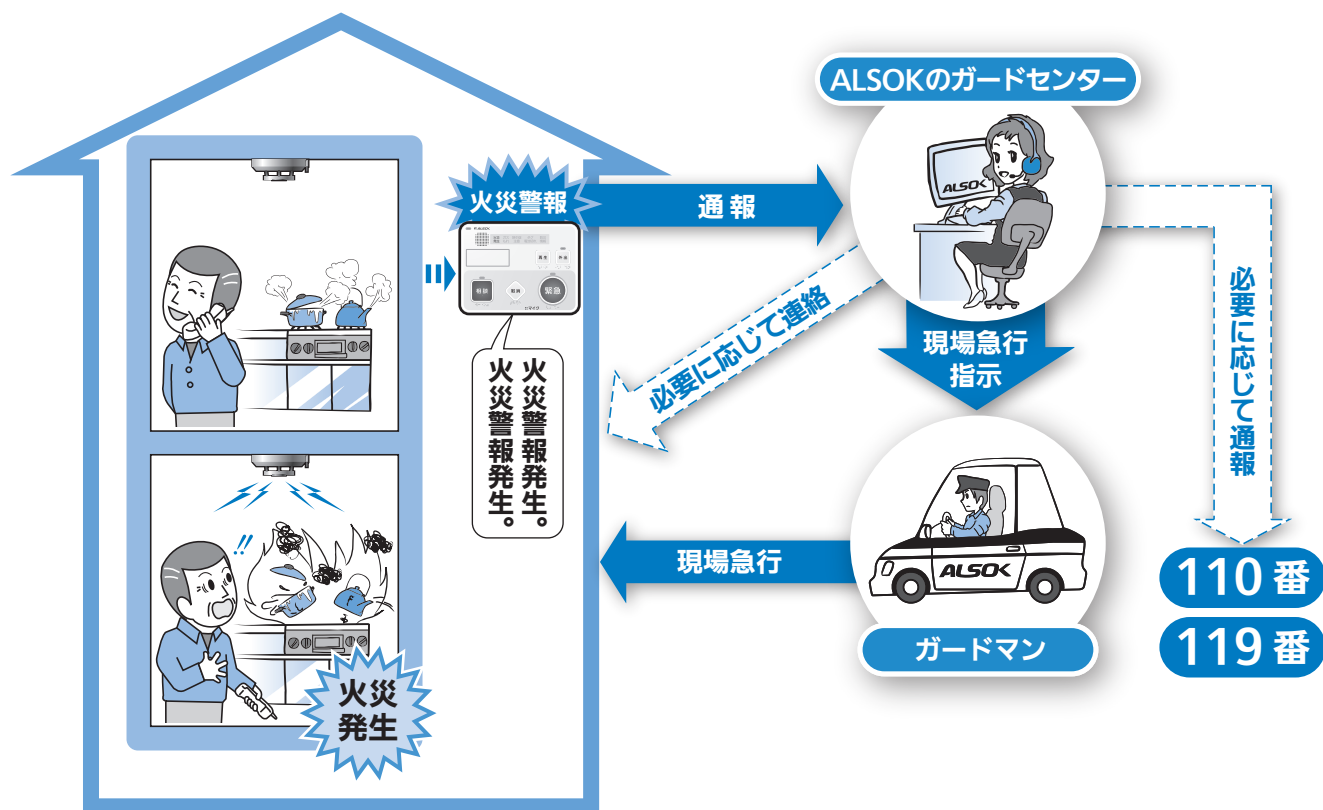 ALSOKのガードセンター
ALSOK
火災警報
通報
相談
緊急
火災警報発生。
火災警報発生。
必要に応じて連絡
現場急行
指示
必要に応じて通報
!!
火災
発生
現場急行
ALSOK
ガードマン
110番
119番